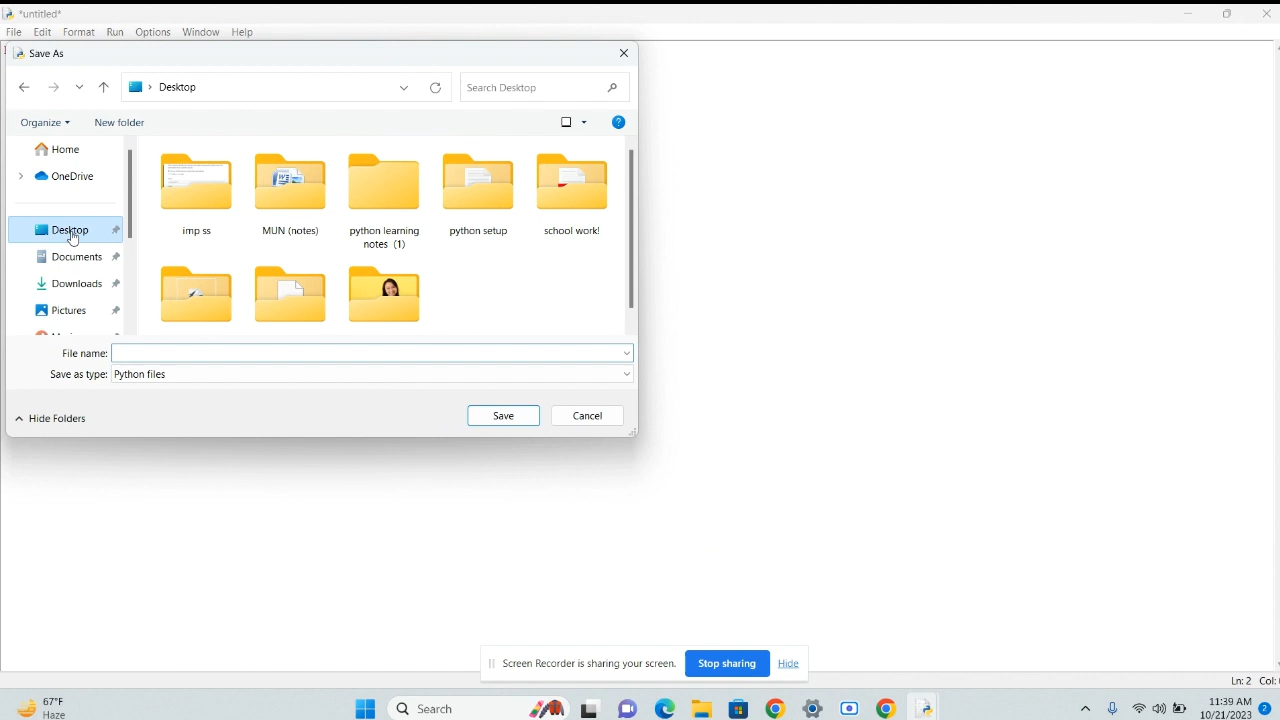 *untitled*
File Edit Format Run Options Window Help
Save As
Desktop
Search Desktop
Organize New folder
Home
OneDrive
Desktop
Documents
Downloads
Pictures
imp ss MUN (notes) python learning notes (1) python setup school work!
File name:
Save as type: Python files
Hide Folders Save Cancel
Screen Recorder is sharing your screen. Stop sharing Hide
Ln: 2 Col:
67°F
Haze
Search
11:39 AM
10/21/2023 2